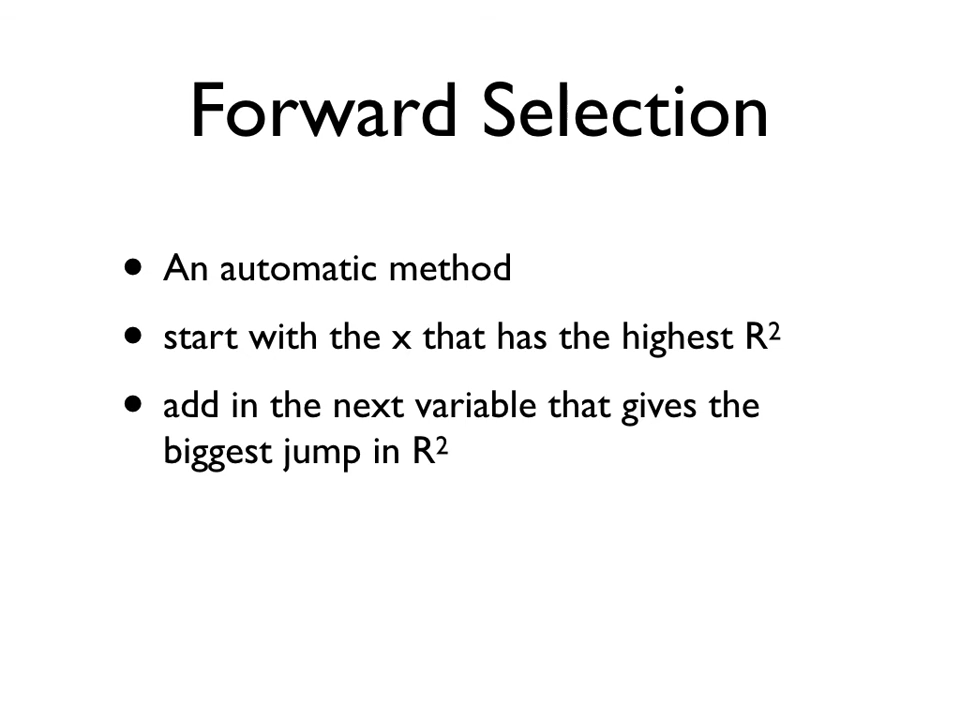 Forward Selection
• An automatic method
• start with the x that has the highest R²
• add in the next variable that gives the
biggest jump in R²